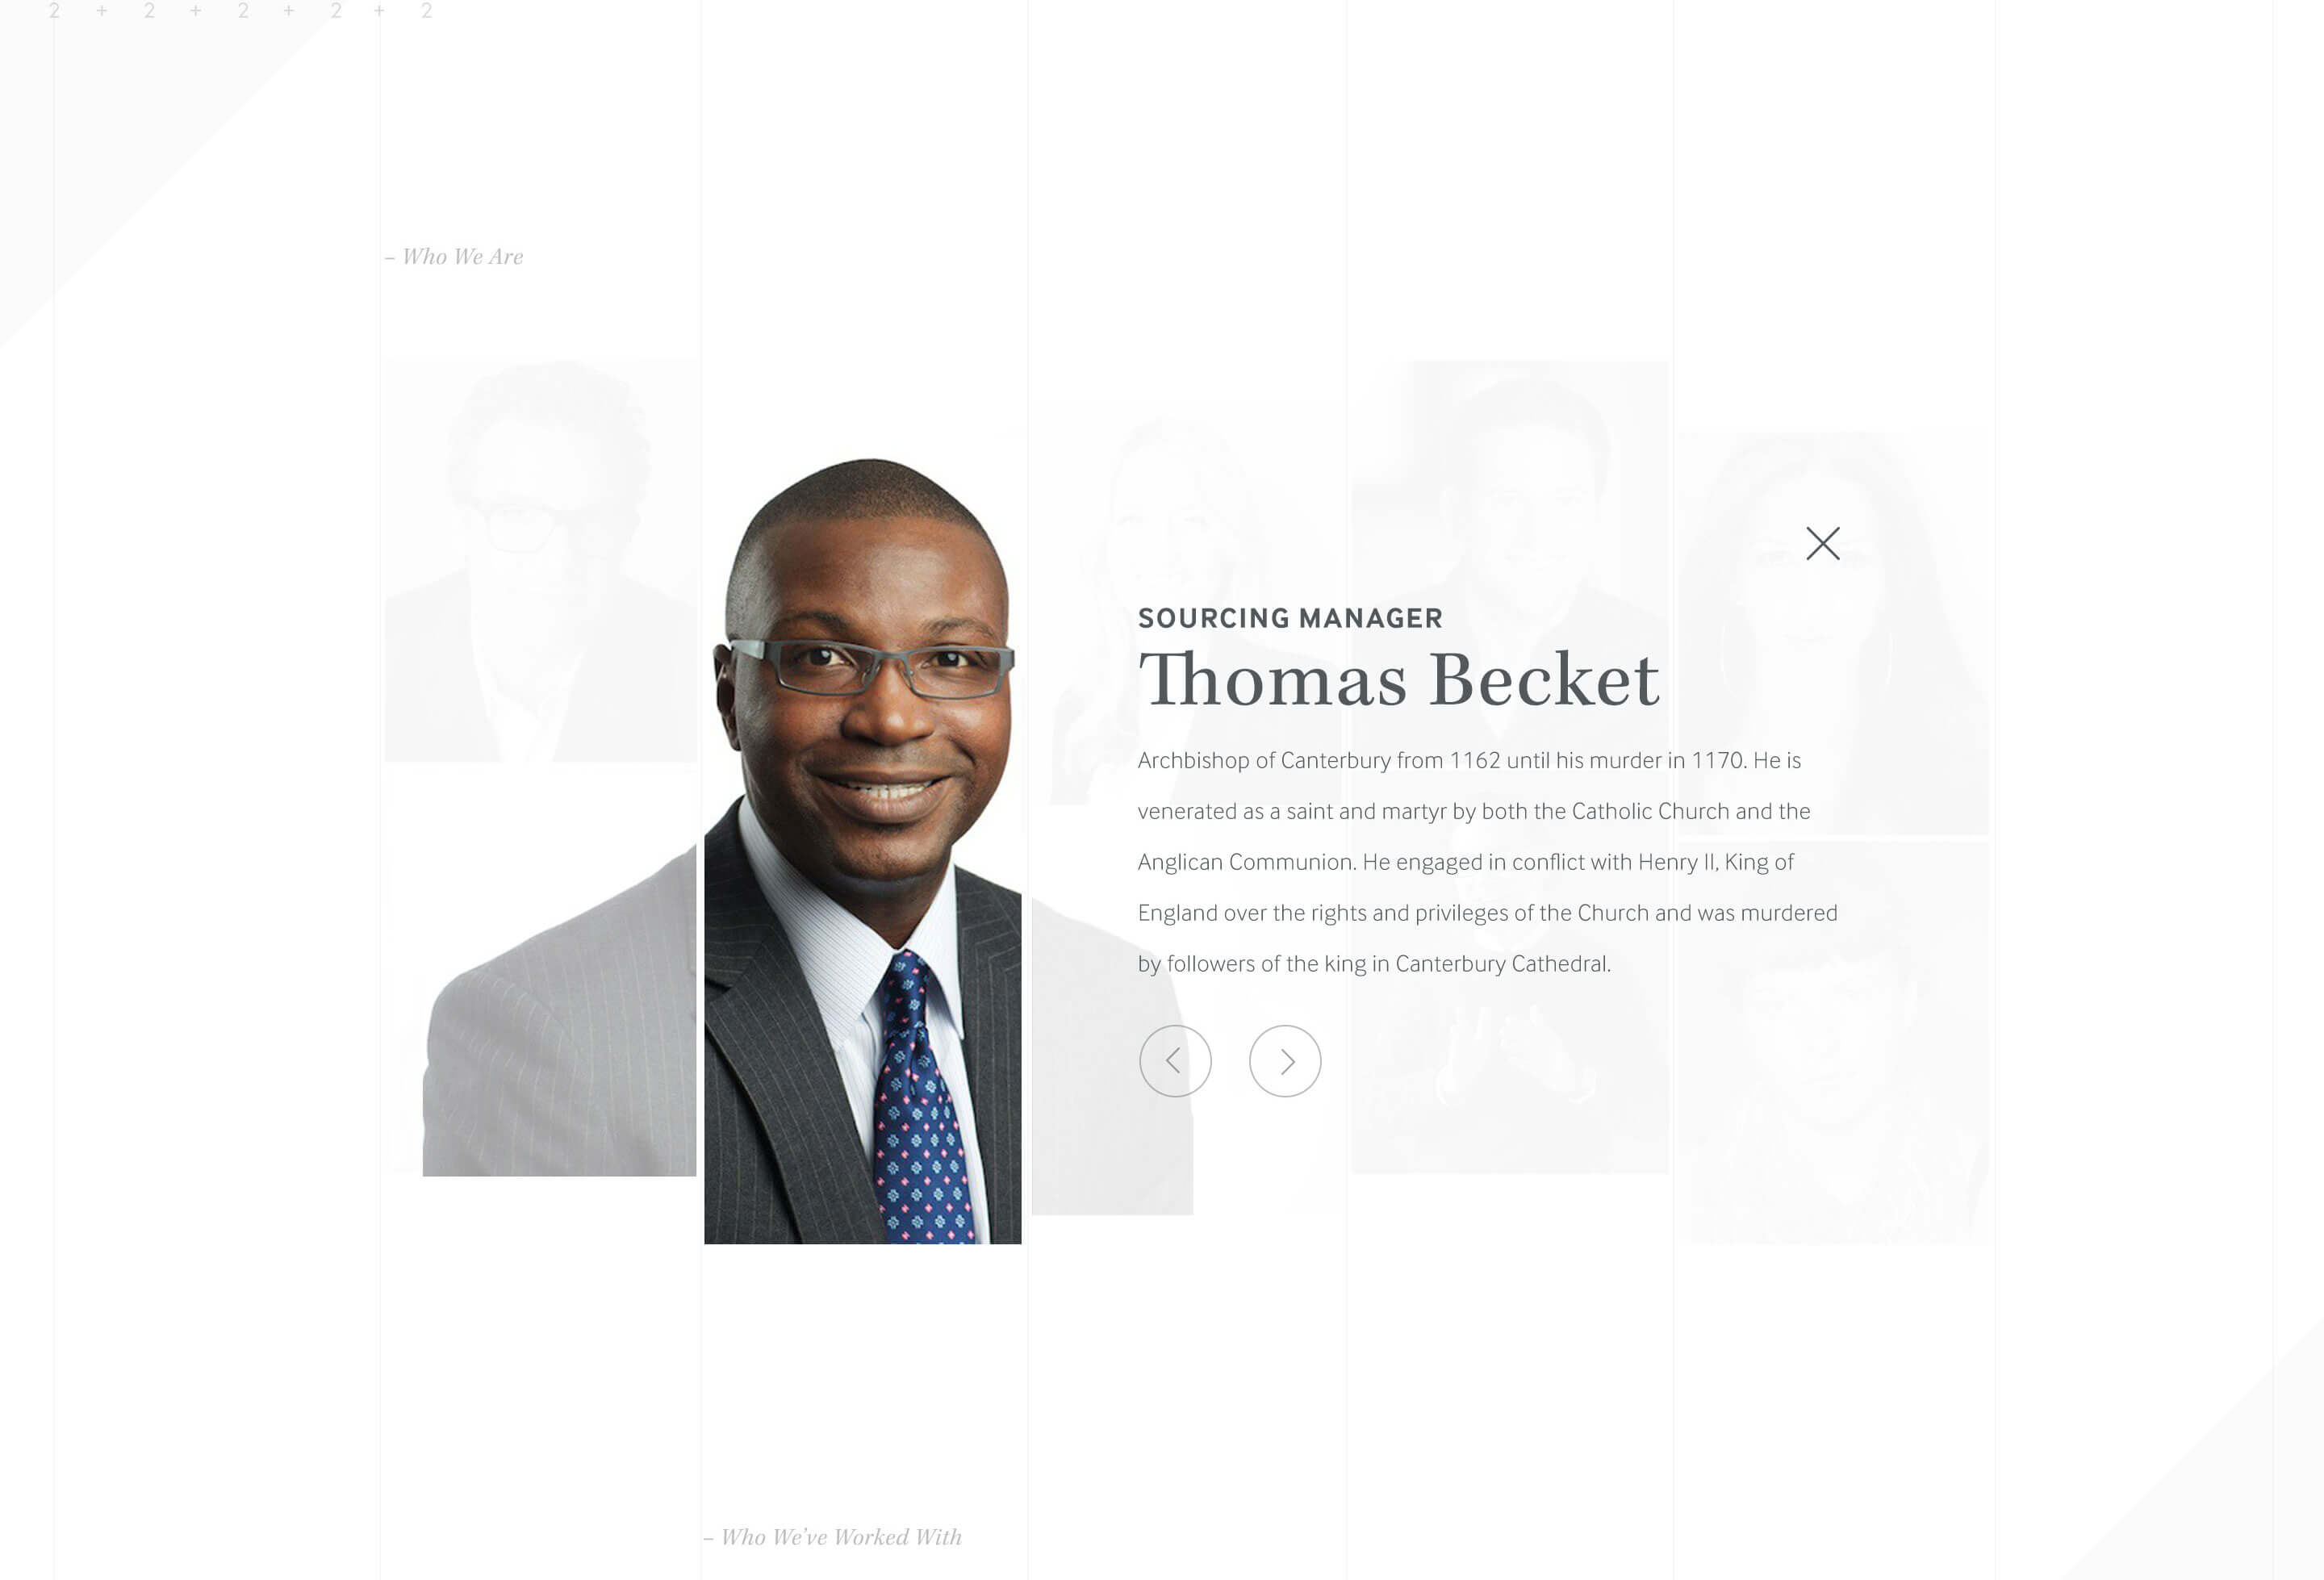 2 + 2 + 2 + 2 + 2
– Who We Are
SOURCING MANAGER
Thomas Becket
Archbishop of Canterbury from 1162 until his murder in 1170. He is
venerated as a saint and martyr by both the Catholic Church and the
Anglican Communion. He engaged in conflict with Henry II, King of
England over the rights and privileges of the Church and was murdered
by followers of the king in Canterbury Cathedral.
– Who We’ve Worked With